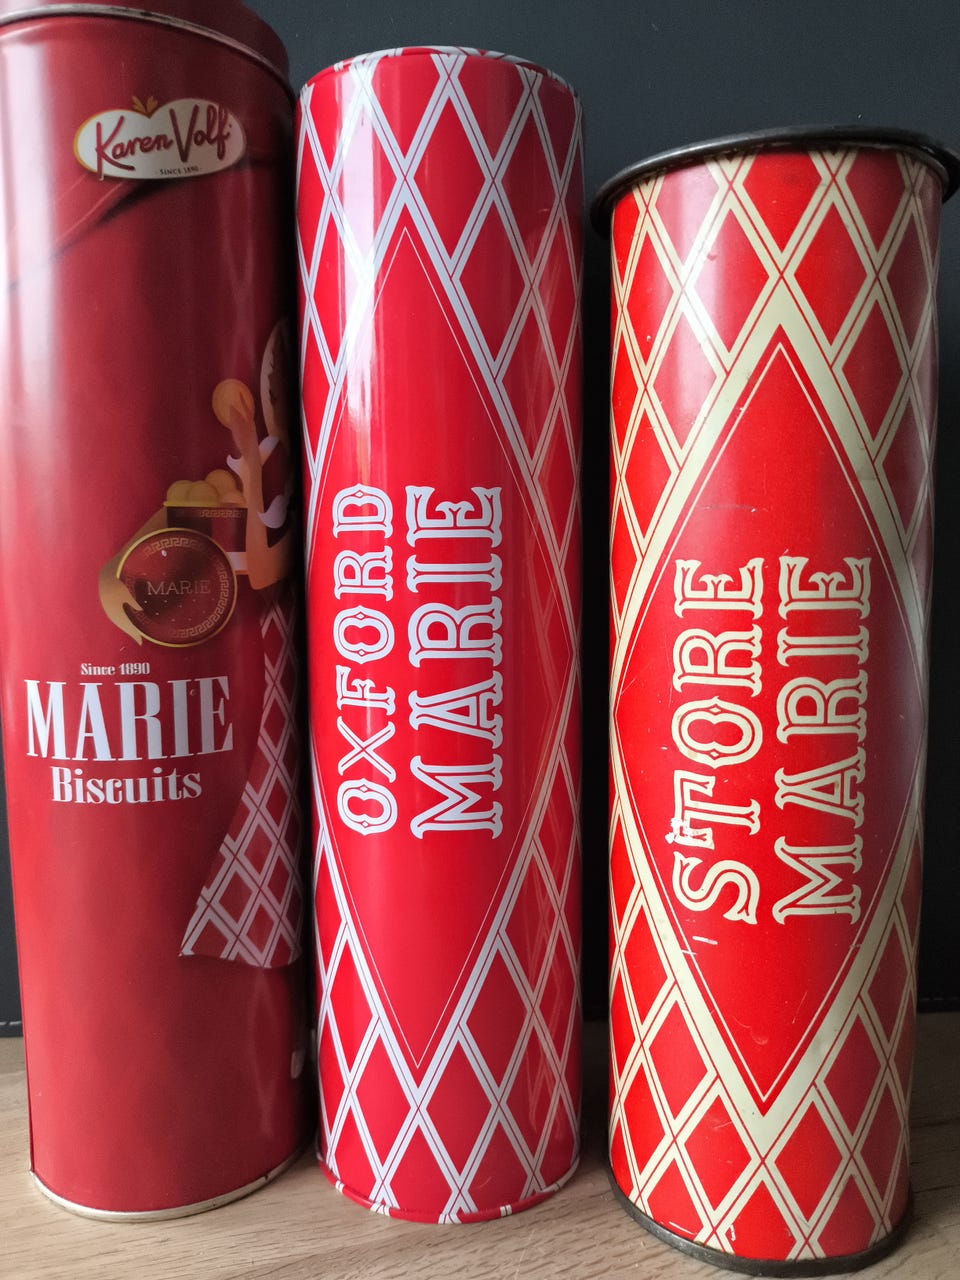 Karen Volf
SINCE 1890
MARIE
Since 1890
MARIE
Biscuits
OXFORD
MARIE
STORE
MARIE